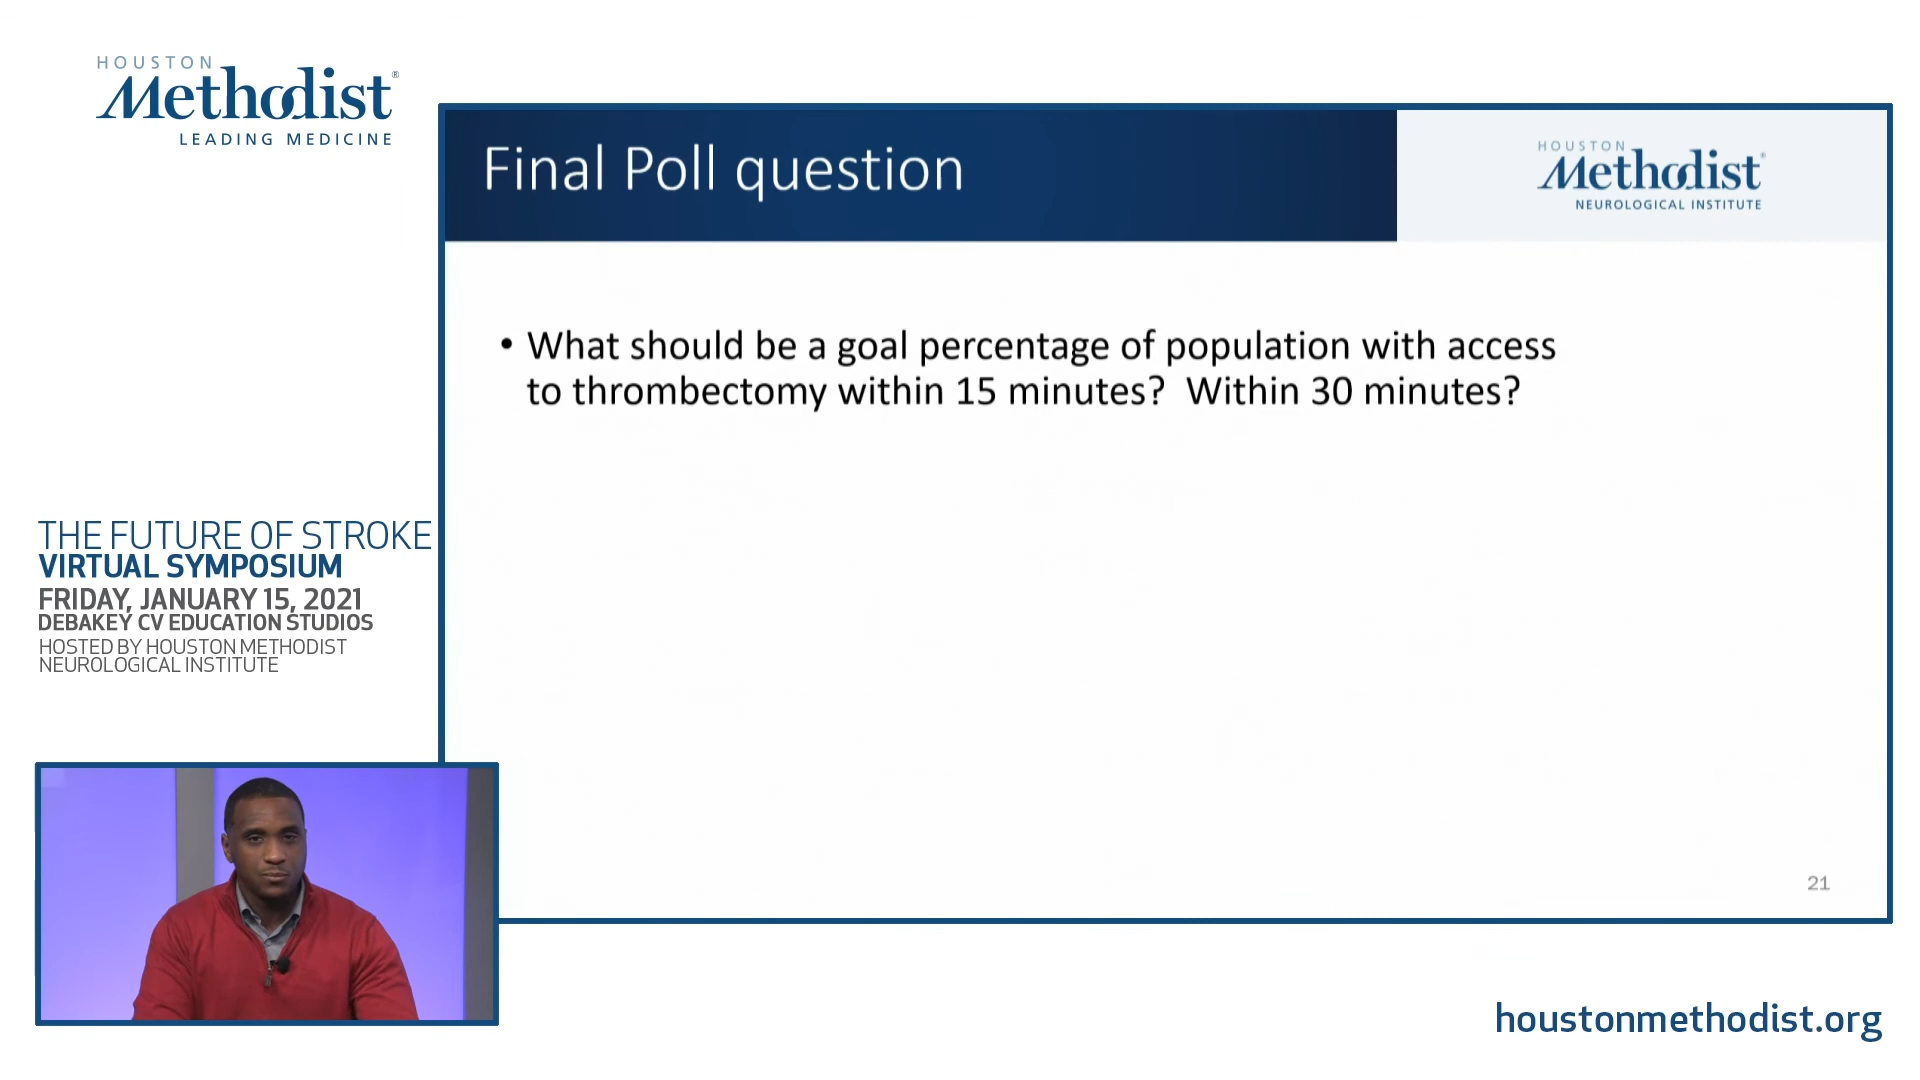 HOUSTON
Methodist®
LEADING MEDICINE
Final Poll question
HOUSTON
Methodist®
NEUROLOGICAL INSTITUTE
• What should be a goal percentage of population with access
to thrombectomy within 15 minutes?  Within 30 minutes?
THE FUTURE OF STROKE
VIRTUAL SYMPOSIUM
FRIDAY, JANUARY 15, 2021
DEBAKEY CV EDUCATION STUDIOS
HOSTED BY HOUSTON METHODIST
NEUROLOGICAL INSTITUTE
21
houstonmethodist.org